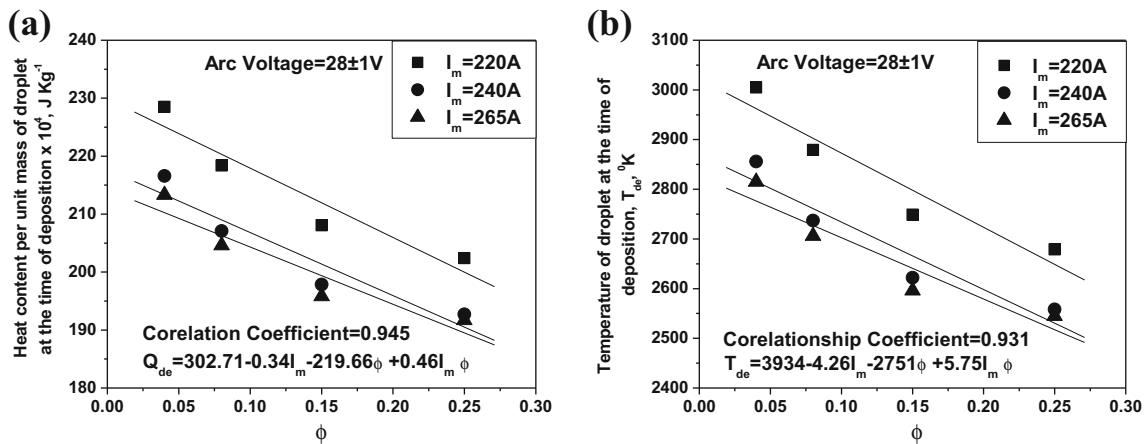 (a)
240
230
220
210
200
190
180
Heat content per unit mass of droplet
at the time of deposition x 10⁴, J Kg⁻¹
Arc Voltage=28±1V
I_m=220A
I_m=240A
I_m=265A
Corelation Coefficient=0.945
Q_de=302.71-0.34I_m-219.66ϕ +0.46I_m ϕ
0.00 0.05 0.10 0.15 0.20 0.25 0.30
ϕ
(b)
3100
3000
2900
2800
2700
2600
2500
2400
Temperature of droplet at the time of
deposition, T_de, ⁰K
Arc Voltage=28±1V
I_m=220A
I_m=240A
I_m=265A
Corelationship Coefficient=0.931
T_de=3934-4.26I_m-2751ϕ +5.75I_m ϕ
0.00 0.05 0.10 0.15 0.20 0.25 0.30
ϕ